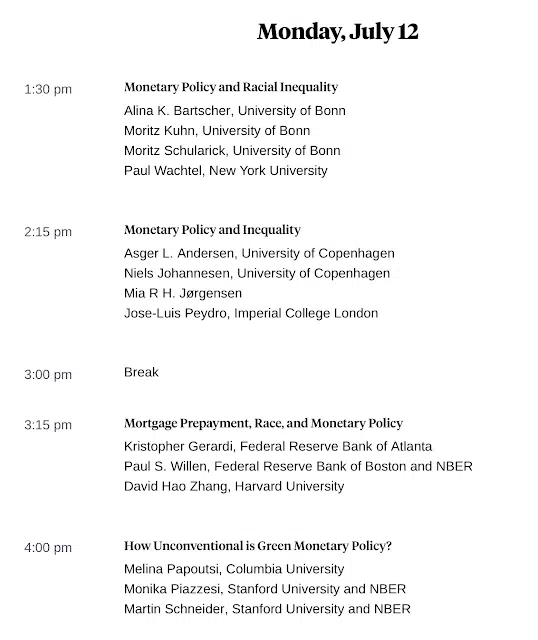 Monday, July 12
1:30 pm
Monetary Policy and Racial Inequality
Alina K. Bartscher, University of Bonn
Moritz Kuhn, University of Bonn
Moritz Schularick, University of Bonn
Paul Wachtel, New York University
2:15 pm
Monetary Policy and Inequality
Asger L. Andersen, University of Copenhagen
Niels Johannesen, University of Copenhagen
Mia R H. Jørgensen
Jose-Luis Peydro, Imperial College London
3:00 pm
Break
3:15 pm
Mortgage Prepayment, Race, and Monetary Policy
Kristopher Gerardi, Federal Reserve Bank of Atlanta
Paul S. Willen, Federal Reserve Bank of Boston and NBER
David Hao Zhang, Harvard University
4:00 pm
How Unconventional is Green Monetary Policy?
Melina Papoutsi, Columbia University
Monika Piazzesi, Stanford University and NBER
Martin Schneider, Stanford University and NBER